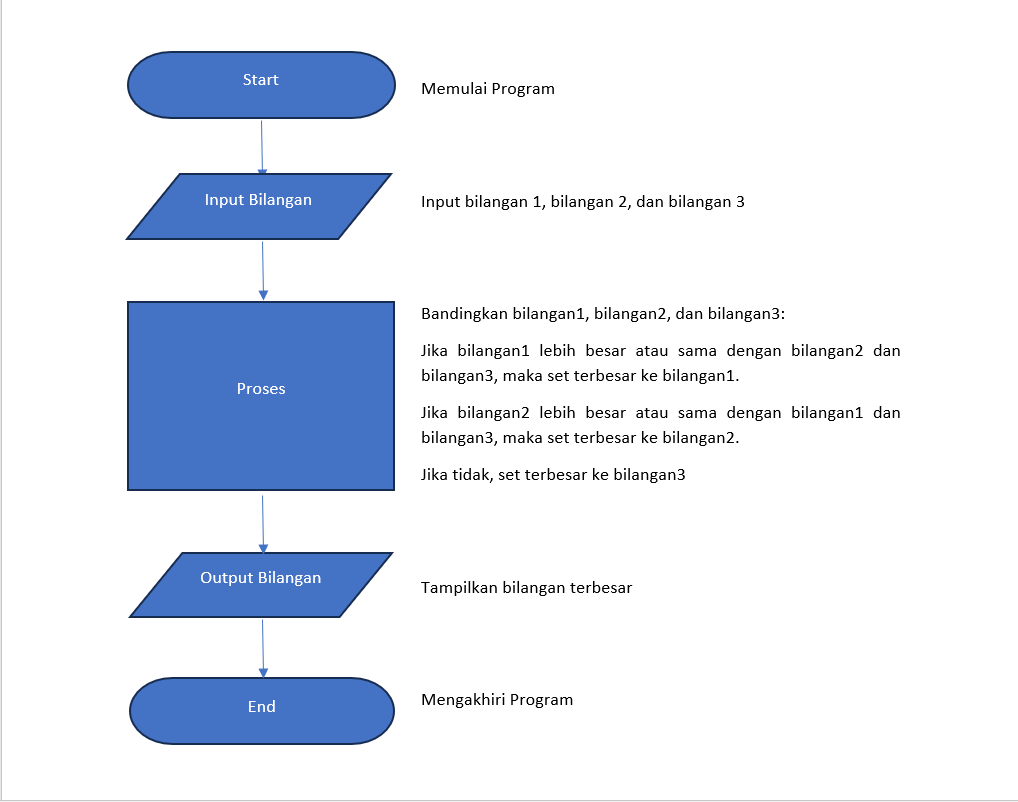 Start
Memulai Program
Input Bilangan
Input bilangan 1, bilangan 2, dan bilangan 3
Proses
Bandingkan bilangan1, bilangan2, dan bilangan3:
Jika bilangan1 lebih besar atau sama dengan bilangan2 dan
bilangan3, maka set terbesar ke bilangan1.
Jika bilangan2 lebih besar atau sama dengan bilangan1 dan
bilangan3, maka set terbesar ke bilangan2.
Jika tidak, set terbesar ke bilangan3
Output Bilangan
Tampilkan bilangan terbesar
End
Mengakhiri Program